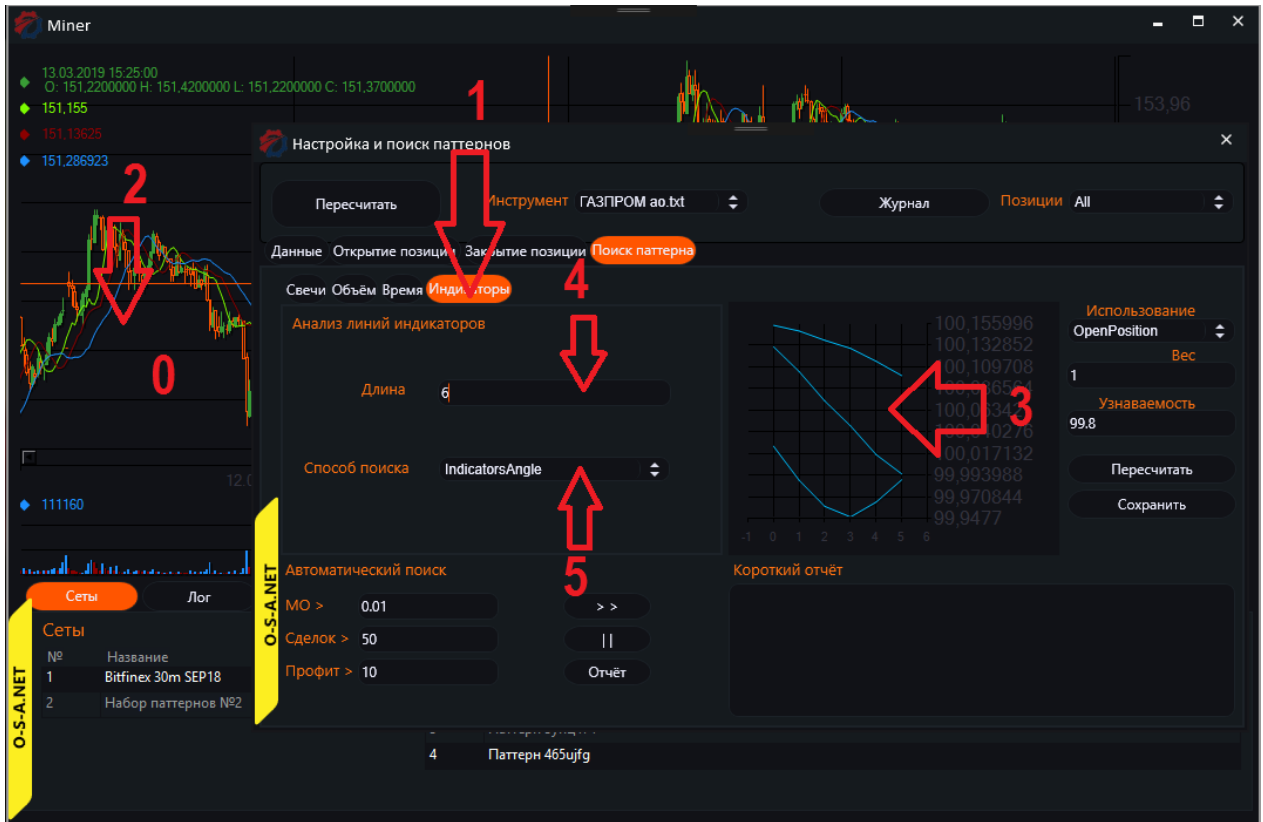 Miner
13.03.2019 15:25:00
O: 151,2200000 H: 151,4200000 L: 151,2200000 C: 151,3700000
151,155
151,13625
151,286923
153,96
1
2
0
Настройка и поиск паттернов
Пересчитать
Инструмент ГАЗПРОМ ао.txt
Журнал
Позиции All
Данные Открытие позиции Закрытие позиции Поиск паттерна
Свечи Объём Время Индикаторы
4
Анализ линий индикаторов
Длина 6
Способ поиска IndicatorsAngle
5
100,155996
100,132852
100,109708
3
100,017132
99,993988
99,970844
99,9477
-1 0 1 2 3 4 5 6
Использование
OpenPosition
Вес
1
Узнаваемость
99.8
Пересчитать
Сохранить
12.0
111160
Автоматический поиск
МО > 0.01 > >
Сделок > 50 ||
Профит > 10 Отчёт
Короткий отчёт
O-S-A.NET
Сеты Лог
Сеты
№ Название
1 Bitfinex 30m SEP18
2 Набор паттернов №2
4 Паттерн 465ujfg
O-S-A.NET